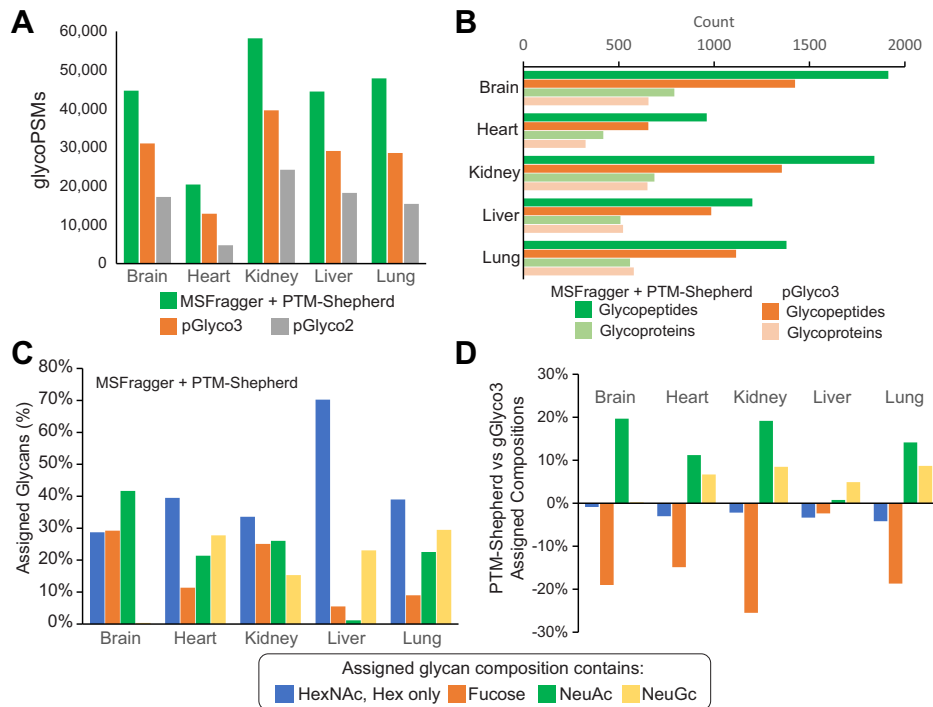 A
60,000
50,000
40,000
30,000
20,000
10,000
0
glycoPSMs
Brain Heart Kidney Liver Lung
MSFragger + PTM-Shepherd
pGlyco3 pGlyco2
B
Count
0 500 1000 1500 2000
Brain
Heart
Kidney
Liver
Lung
MSFragger + PTM-Shepherd pGlyco3
Glycopeptides Glycopeptides
Glycoproteins Glycoproteins
C
80%
70%
60%
50%
40%
30%
20%
10%
0%
Assigned Glycans (%)
MSFragger + PTM-Shepherd
Brain Heart Kidney Liver Lung
D
30%
20%
10%
0%
-10%
-20%
-30%
PTM-Shepherd vs gGlyco3
Assigned Compositions
Brain Heart Kidney Liver Lung
Assigned glycan composition contains:
HexNAc, Hex only Fucose NeuAc NeuGc